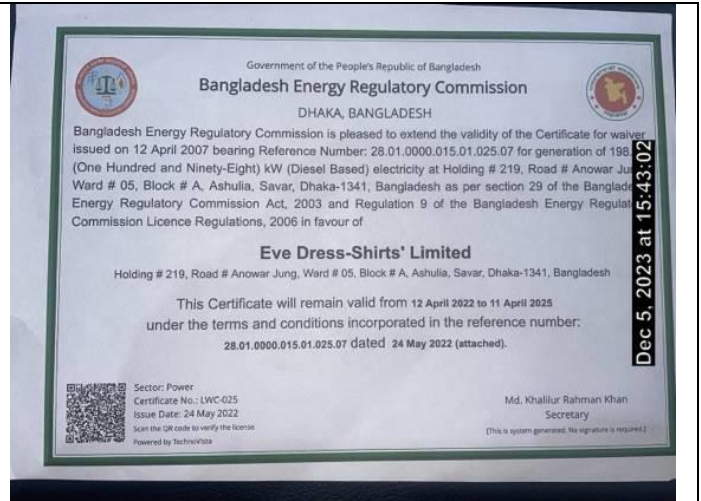 Government of the People's Republic of Bangladesh
Bangladesh Energy Regulatory Commission
DHAKA, BANGLADESH
Bangladesh Energy Regulatory Commission is pleased to extend the validity of the Certificate for waiver
issued on 12 April 2007 bearing Reference Number: 28.01.0000.015.01.025.07 for generation of 198
(One Hundred and Ninety-Eight) kW (Diesel Based) electricity at Holding # 219, Road # Anowar
Ward # 05, Block # A, Ashulia, Savar, Dhaka-1341, Bangladesh as per section 29 of the
Energy Regulatory Commission Act, 2003 and Regulation 9 of the Bangladesh Energy
Commission Licence Regulations, 2006 in favour of
Eve Dress-Shirts' Limited
Holding # 219, Road # Anowar Jung, Ward # 05, Block # A, Ashulia, Savar, Dhaka-1341, Bangladesh
This Certificate will remain valid from 12 April 2022 to 11 April 2025
under the terms and conditions incorporated in the reference number:
28.01.0000.015.01.025.07 dated 24 May 2022 (attached).
Sector: Power
Certificate No.: LWC-025
Issue Date: 24 May 2022
Scan the QR code to verify the license
Powered by TechnoVista
Md. Khalilur Rahman Khan
Secretary
[This is system generated. No signature is required.]
Dec 5, 2023 at 15:43:02